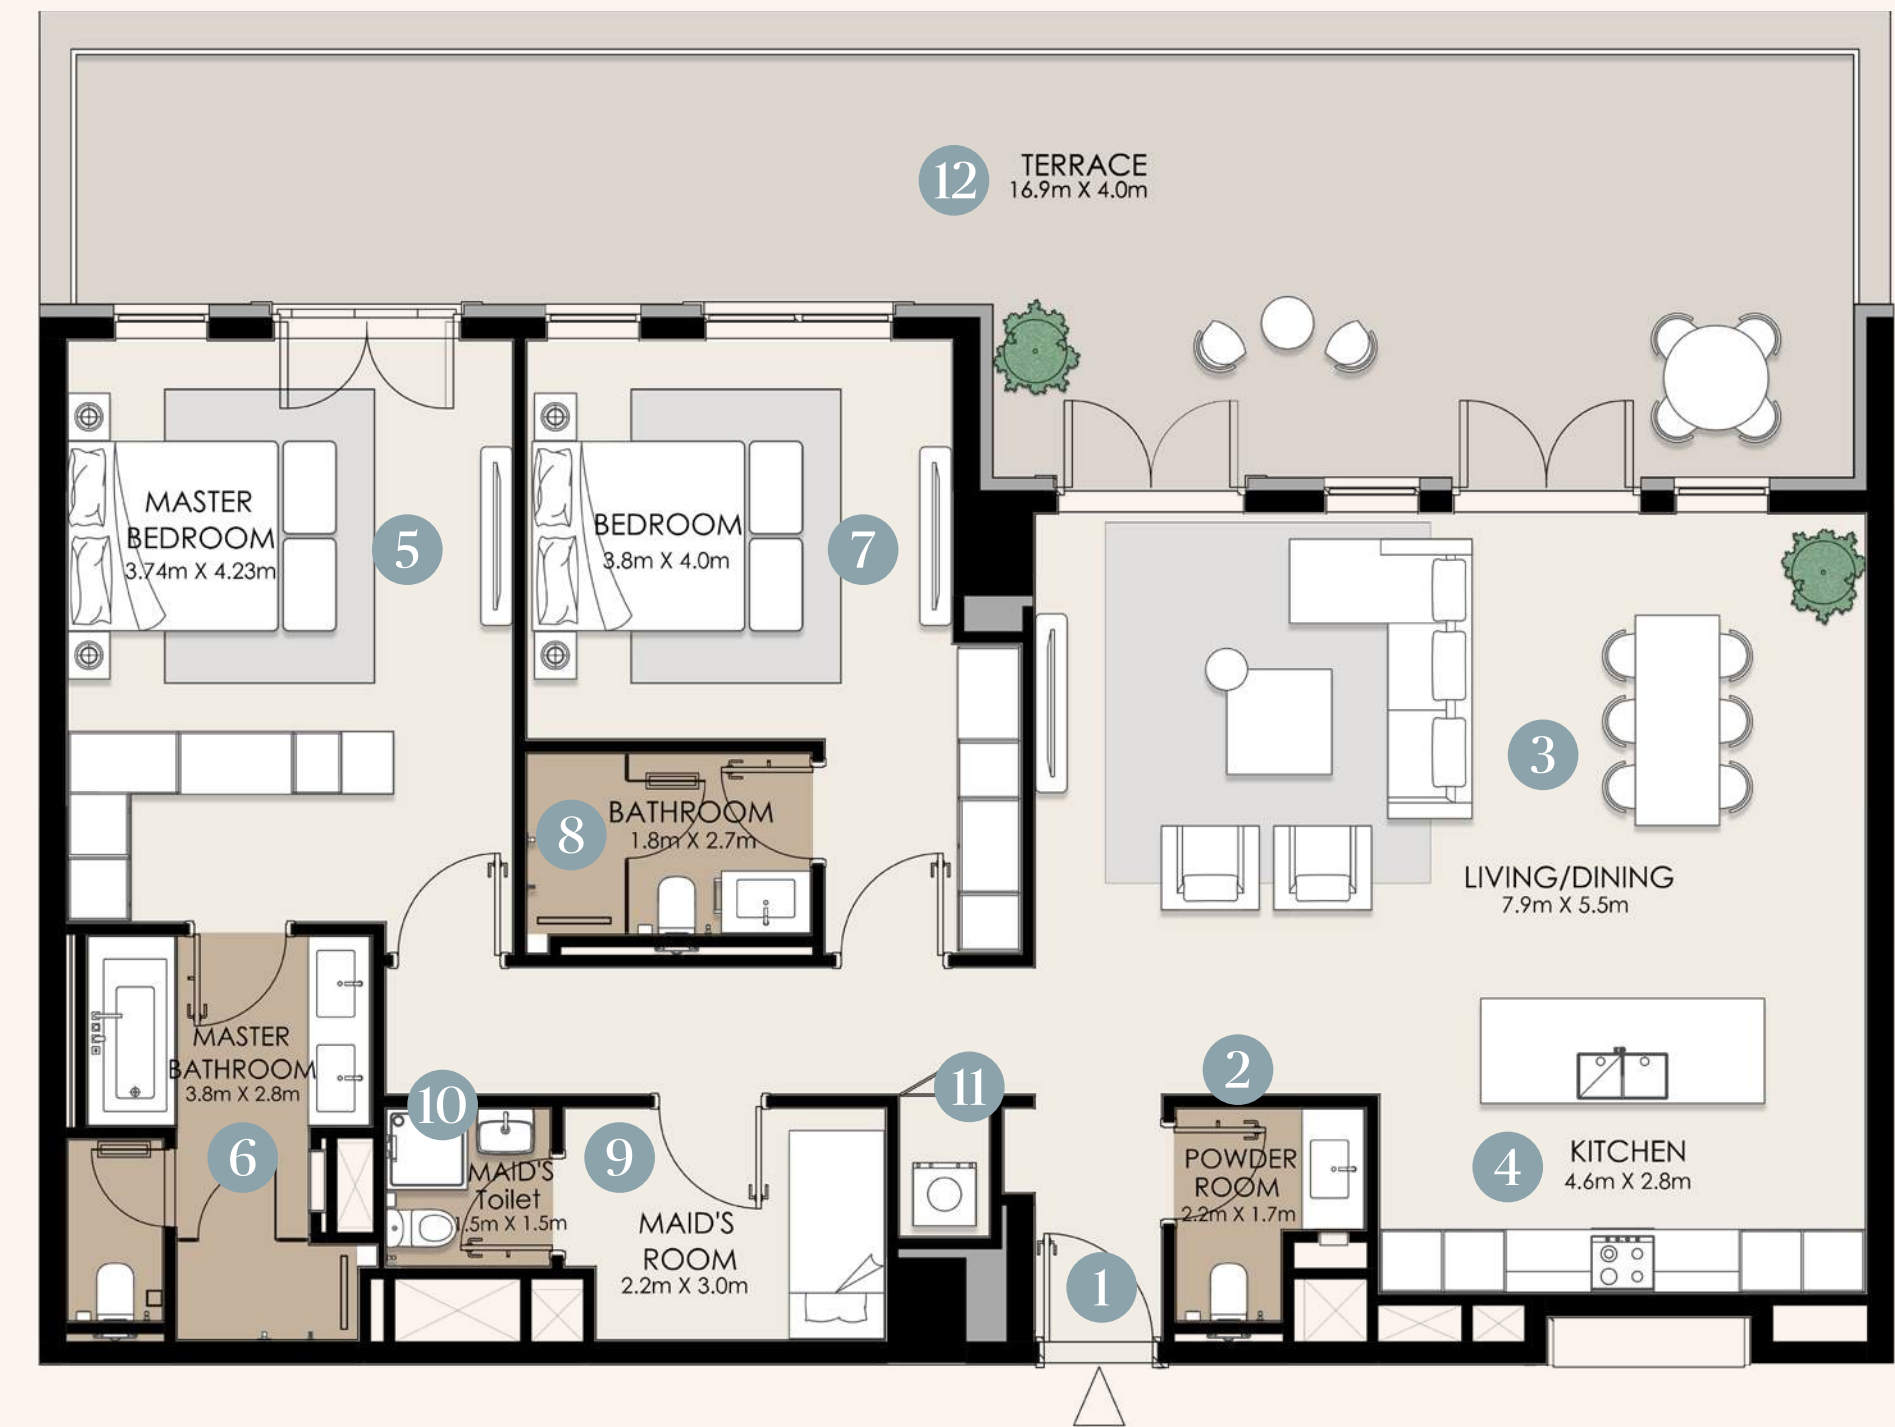 12
TERRACE
16.9m X 4.0m
MASTER
BEDROOM
3.74m X 4.23m
5
BEDROOM
3.8m X 4.0m
7
3
LIVING/DINING
7.9m X 5.5m
8
BATHROOM
1.8m X 2.7m
MASTER
BATHROOM
3.8m X 2.8m
6
10
MAID'S
Toilet
1.5m X 1.5m
9
MAID'S
ROOM
2.2m X 3.0m
11
1
2
POWDER
ROOM
2.2m X 1.7m
4
KITCHEN
4.6m X 2.8m